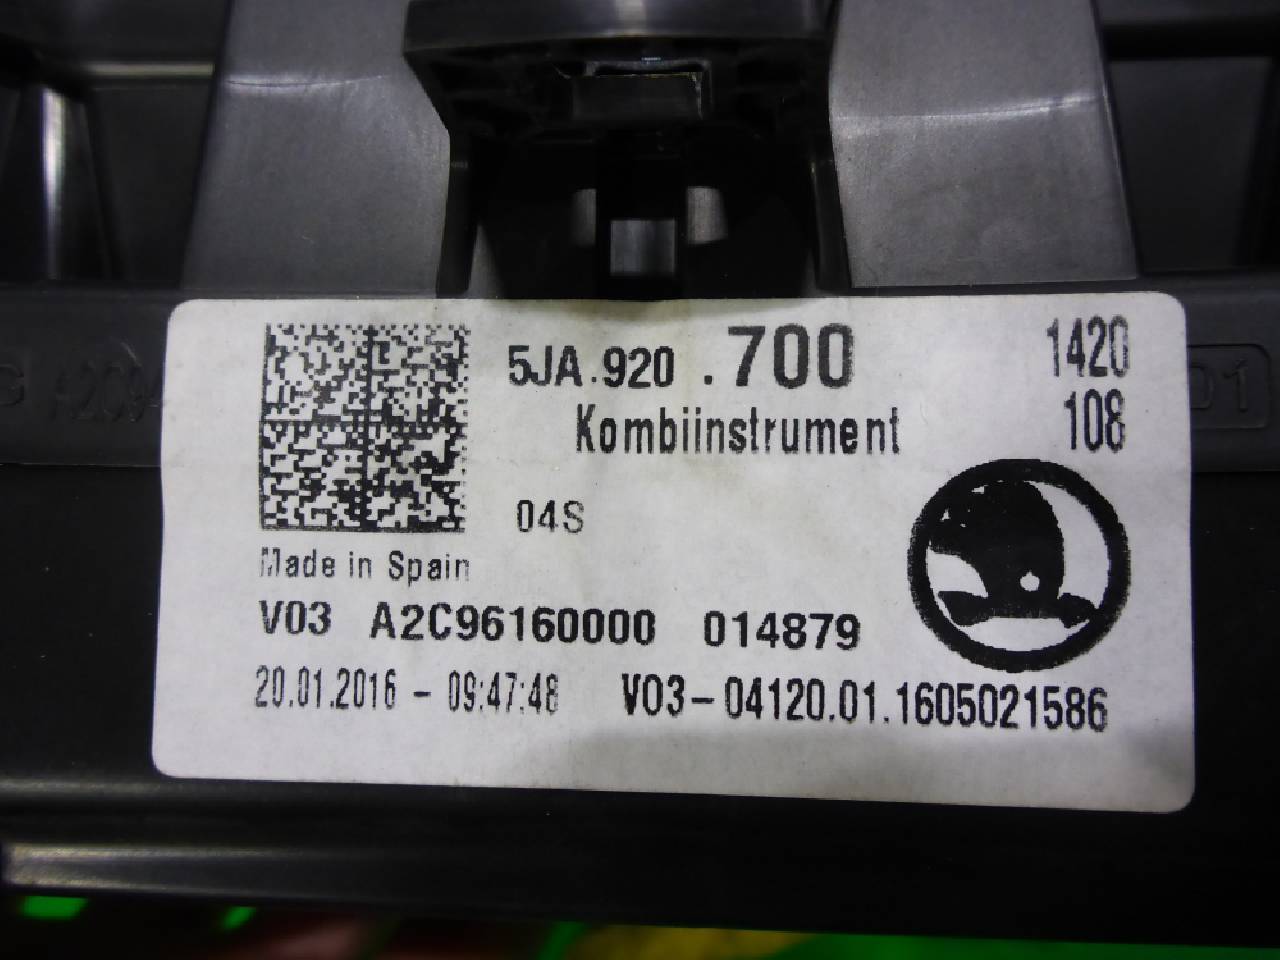 5JA.920 .700 1420
Kombiinstrument 108
04S
Made in Spain
V03 A2C96160000 014879
20.01.2016 - 09:47:48 V03-04120.01.1605021586